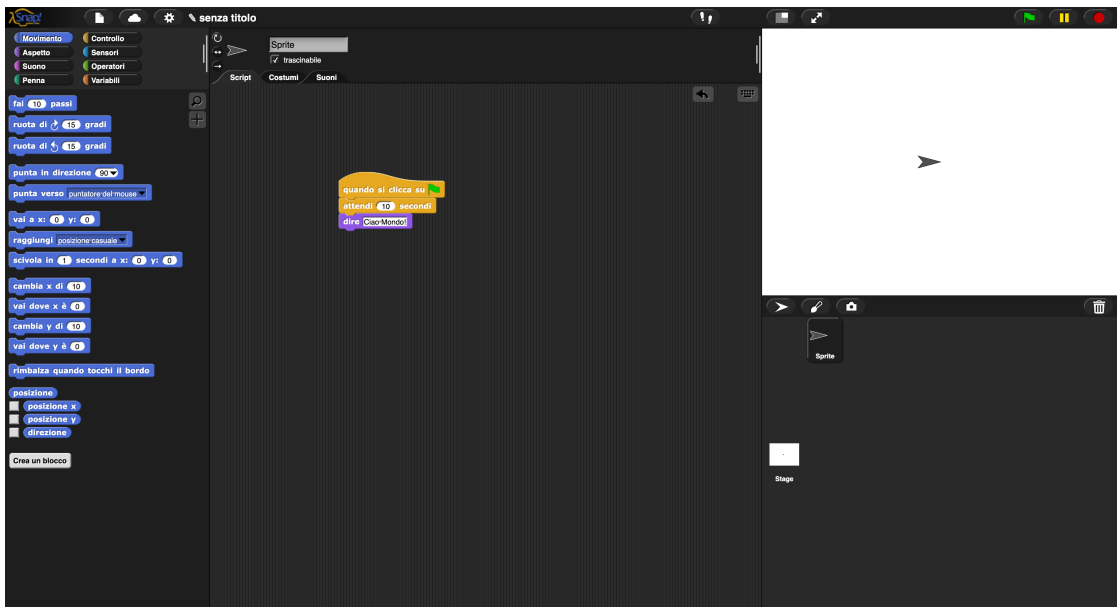 Snap!
senza titolo
Movimento Controllo
Aspetto Sensori
Suono Operatori
Penna Variabili
fai 10 passi
ruota di 15 gradi
ruota di 15 gradi
punta in direzione 90
punta verso puntatore del mouse
vai a x: 0 y: 0
raggiungi posizione casuale
scivola in 1 secondi a x: 0 y: 0
cambia x di 10
vai dove x è 0
cambia y di 10
vai dove y è 0
rimbalza quando tocchi il bordo
posizione
posizione x
posizione y
direzione
Crea un blocco
Sprite
trascinabile
Script Costumi Suoni
quando si clicca su
attendi 10 secondi
dire Ciao Mondo!
Sprite
Stage